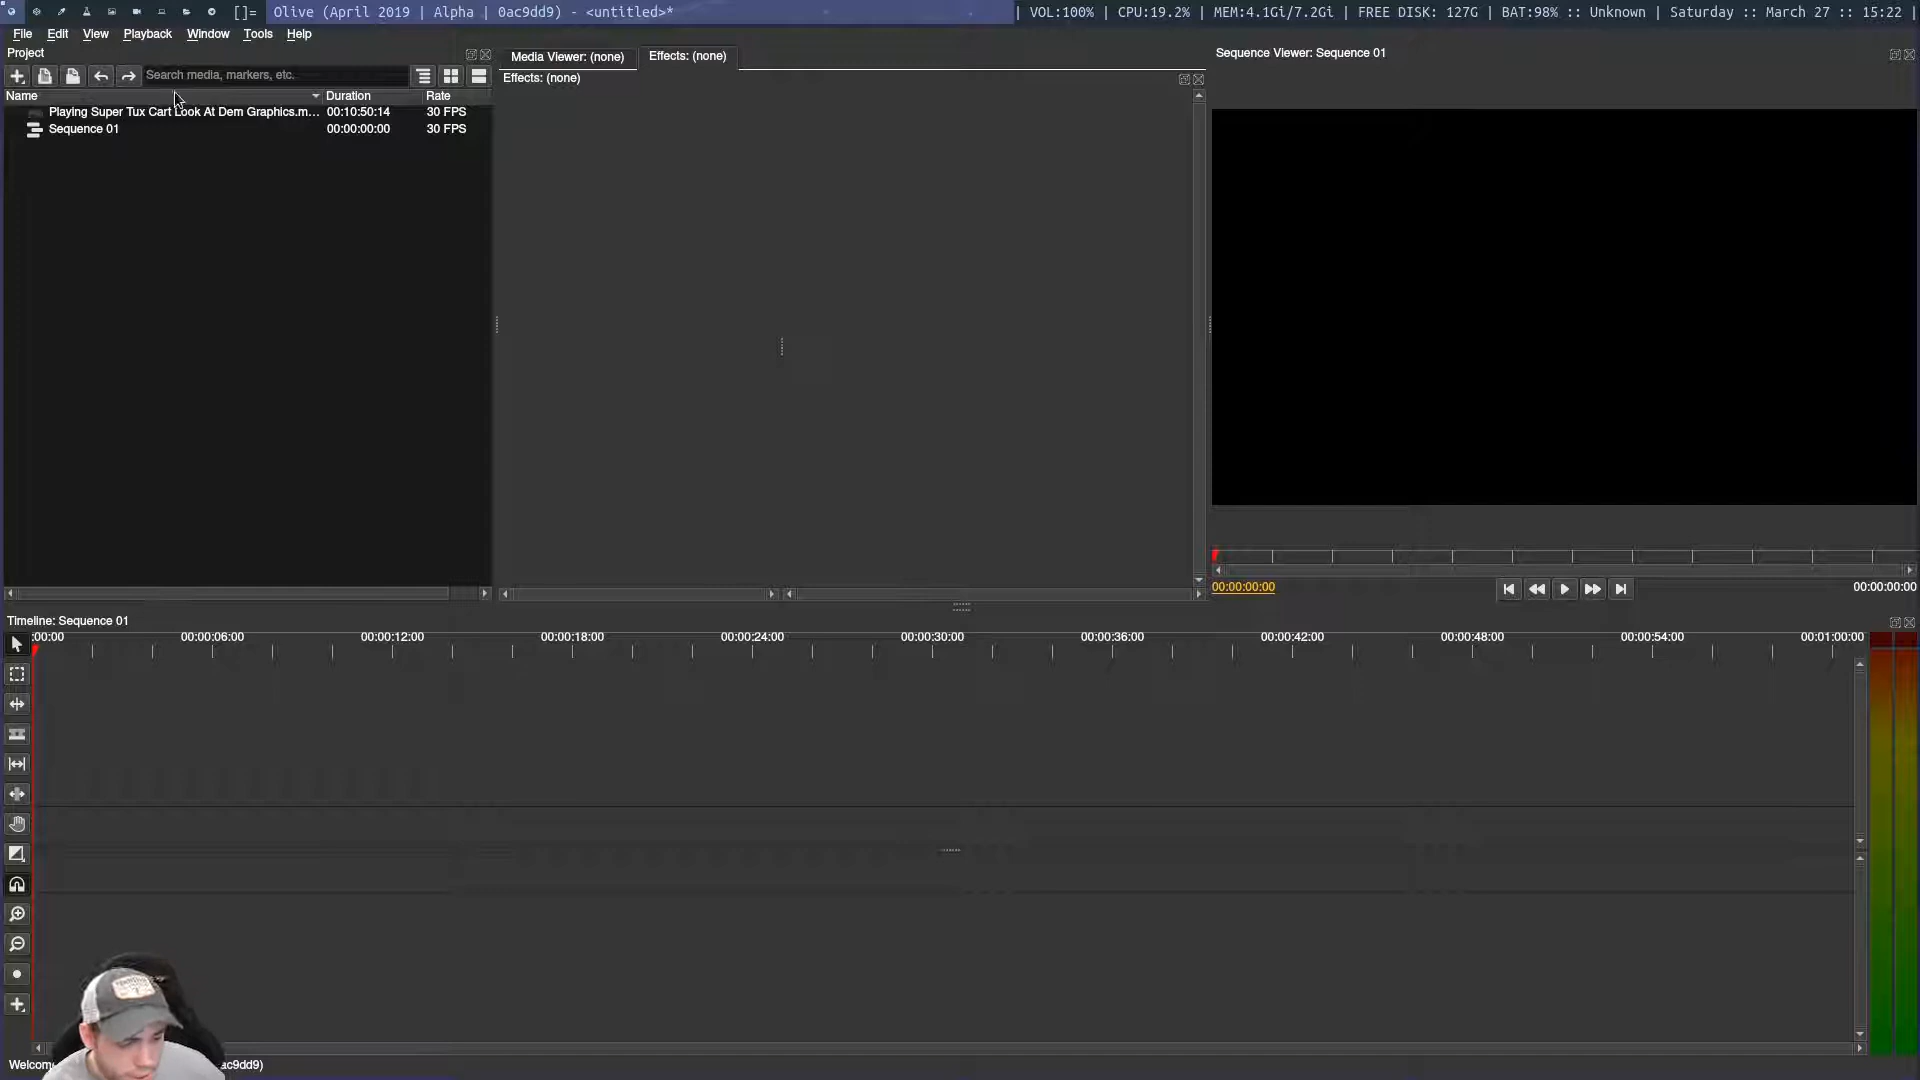 []= Olive (April 2019 | Alpha | 0ac9dd9) - <untitled>* | VOL:100% | CPU:19.2% | MEM:4.1Gi/7.2Gi | FREE DISK: 127G | BAT:98% :: Unknown | Saturday :: March 27 :: 15:22 |
File Edit View Playback Window Tools Help
Project
Media Viewer: (none) Effects: (none)
Sequence Viewer: Sequence 01
Search media, markers, etc.
Effects: (none)
Name Duration Rate
Playing Super Tux Cart Look At Dem Graphics.m... 00:10:50:14 30 FPS
Sequence 01 00:00:00:00 30 FPS
00:00:00:00 00:00:00:00
Timeline: Sequence 01
:00:00 00:00:06:00 00:00:12:00 00:00:18:00 00:00:24:00 00:00:30:00 00:00:36:00 00:00:42:00 00:00:48:00 00:00:54:00 00:01:00:00
ac9dd9)